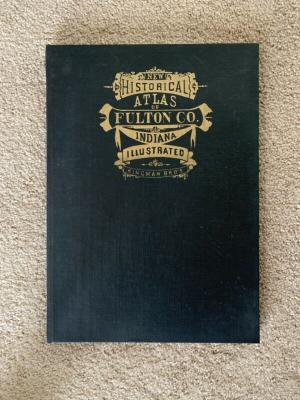 NEW
HISTORICAL
ATLAS
OF
FULTON CO.
INDIANA
ILLUSTRATED
KINGMAN BROS